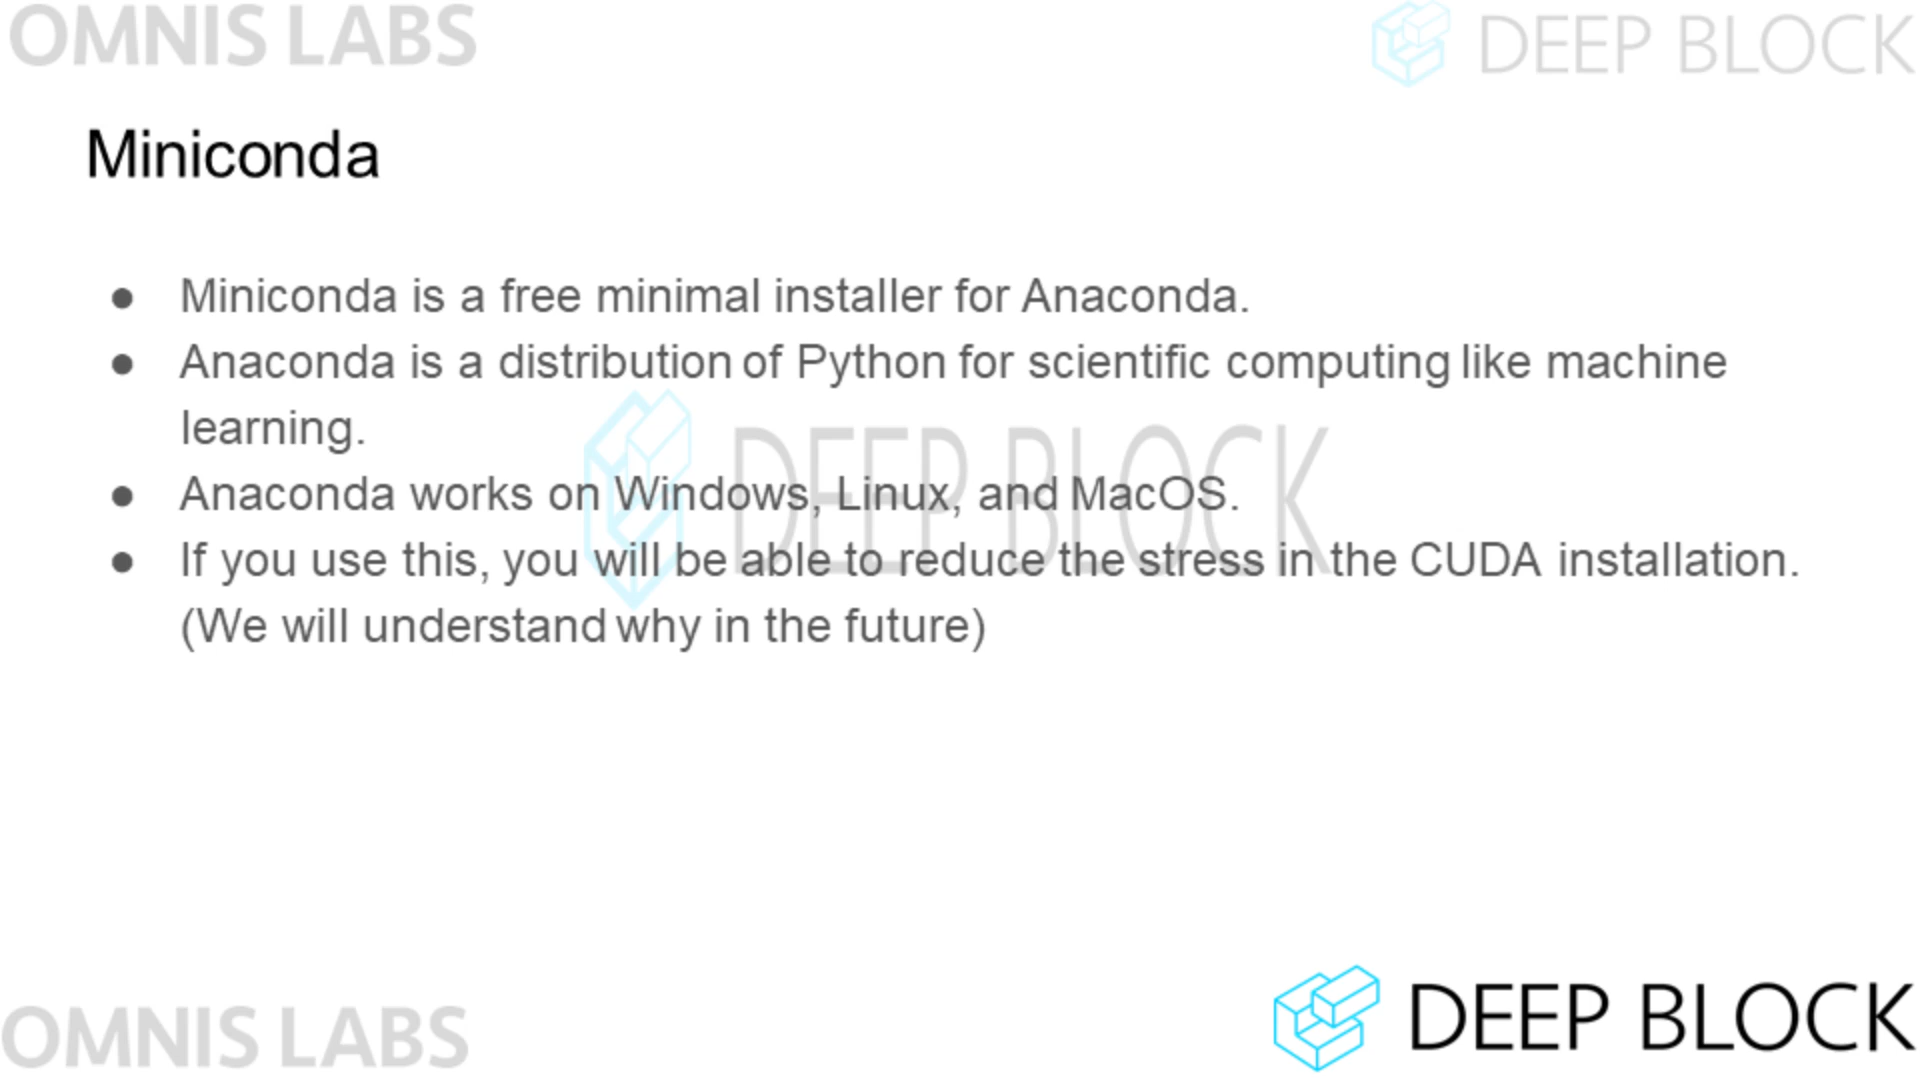 OMNIS LABS
DEEP BLOCK
Miniconda
● Miniconda is a free minimal installer for Anaconda.
● Anaconda is a distribution of Python for scientific computing like machine
learning.
● Anaconda works on Windows, Linux, and MacOS.
● If you use this, you will be able to reduce the stress in the CUDA installation.
(We will understand why in the future)
DEEP BLOCK
OMNIS LABS
DEEP BLOCK